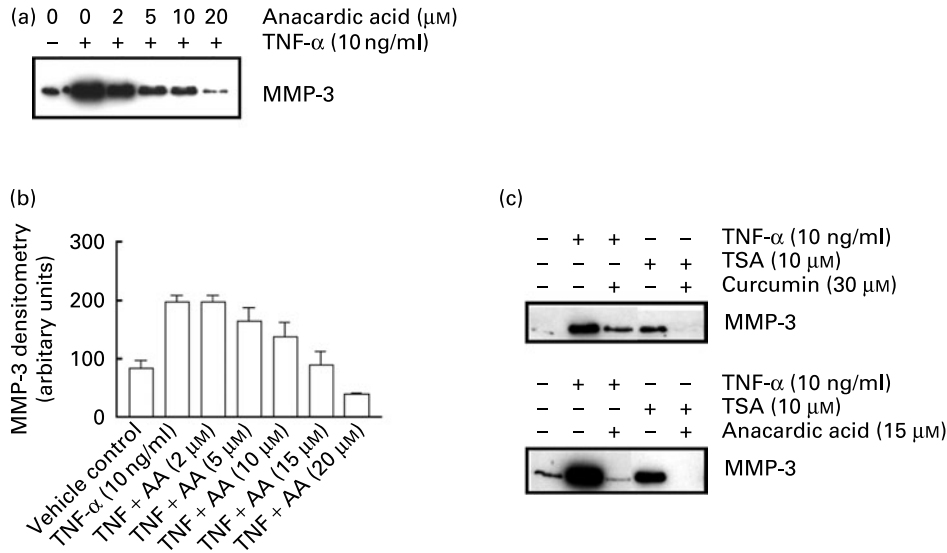 (a) 0 0 2 5 10 20 Anacardic acid (µM)
– + + + + + TNF-α (10 ng/ml)
MMP-3
(b)
MMP-3 densitometry
(arbitary units)
300
200
100
0
Vehicle control
TNF-α (10 ng/ml)
TNF + AA (2 µM)
TNF + AA (5 µM)
TNF + AA (10 µM)
TNF + AA (15 µM)
TNF + AA (20 µM)
(c)
– + + – – TNF-α (10 ng/ml)
– – – + + TSA (10 µM)
– – + – + Curcumin (30 µM)
MMP-3
– + + – – TNF-α (10 ng/ml)
– – – + + TSA (10 µM)
– – + – + Anacardic acid (15 µM)
MMP-3